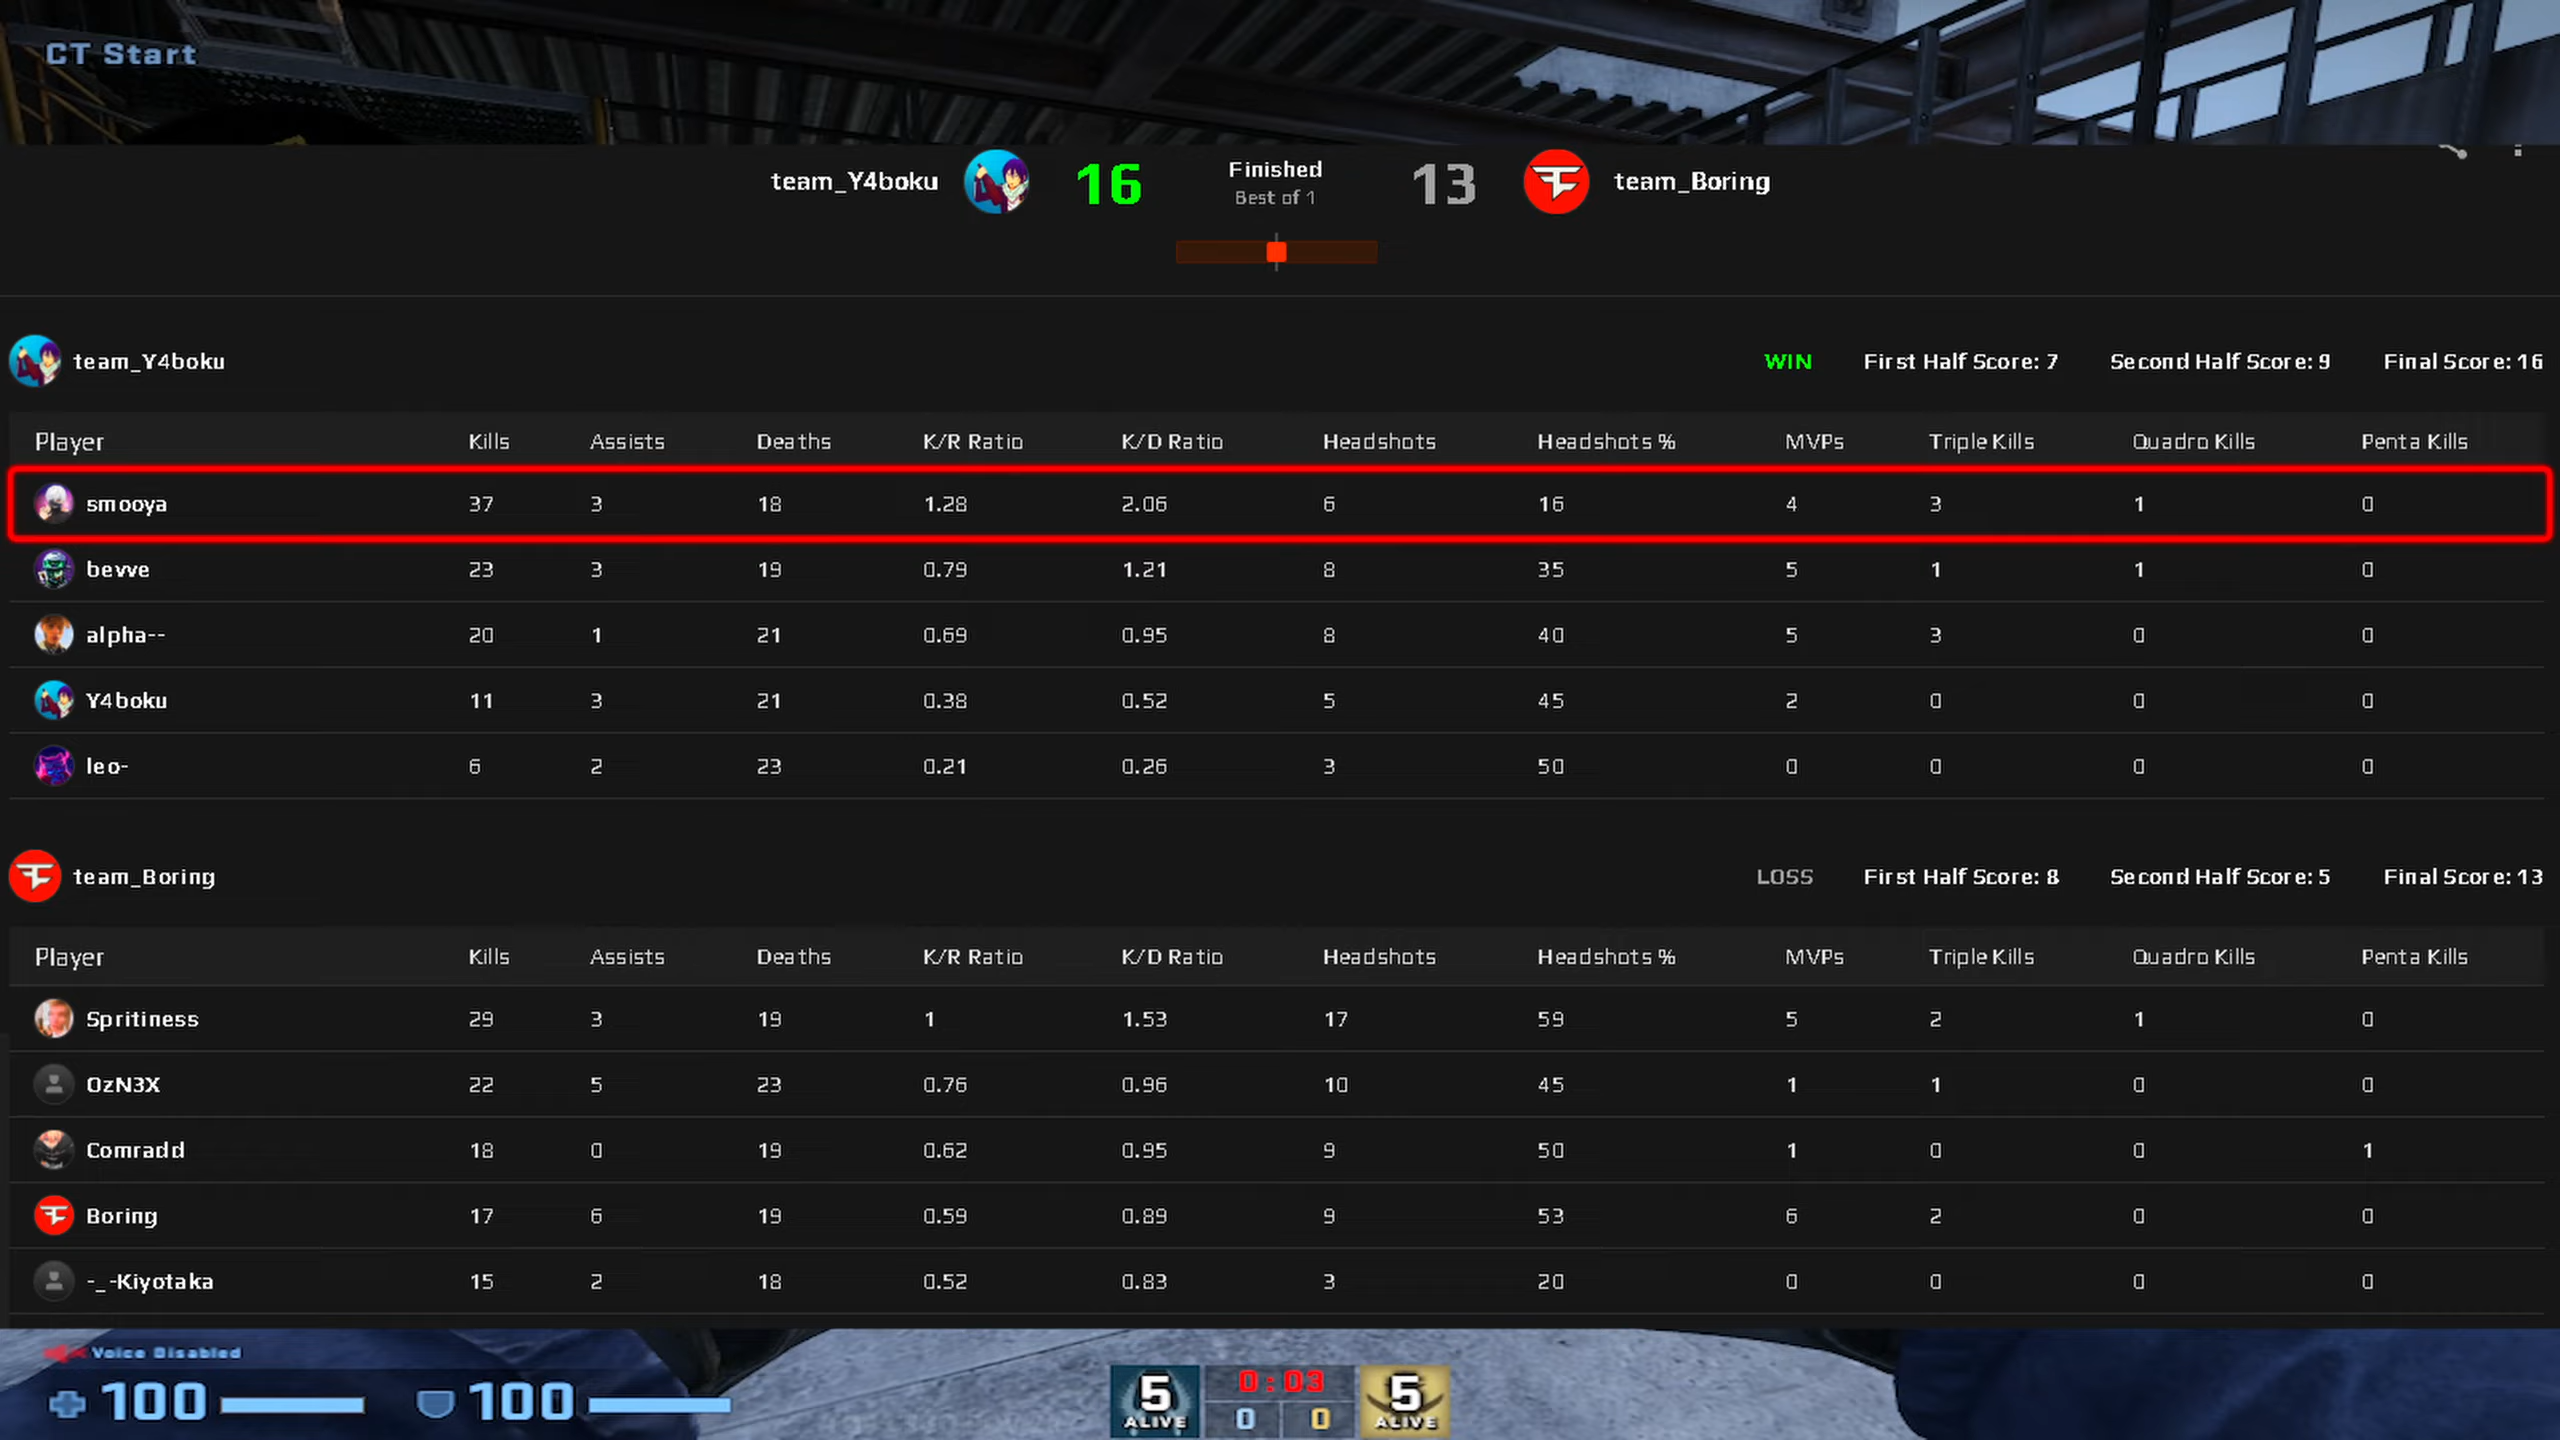 CT Start
team_Y4boku 16 Finished 13 team_Boring
Best of 1
team_Y4boku WIN First Half Score: 7 Second Half Score: 9 Final Score: 16
Player Kills Assists Deaths K/R Ratio K/D Ratio Headshots Headshots % MVPs Triple Kills Quadro Kills Penta Kills
smooya 37 3 18 1.28 2.06 6 16 4 3 1 0
bevve 23 3 19 0.79 1.21 8 35 5 1 1 0
alpha-- 20 1 21 0.69 0.95 8 40 5 3 0 0
Y4boku 11 3 21 0.38 0.52 5 45 2 0 0 0
leo- 6 2 23 0.21 0.26 3 50 0 0 0 0
team_Boring LOSS First Half Score: 8 Second Half Score: 5 Final Score: 13
Player Kills Assists Deaths K/R Ratio K/D Ratio Headshots Headshots % MVPs Triple Kills Quadro Kills Penta Kills
Spritiness 29 3 19 1 1.53 17 59 5 2 1 0
OzN3X 22 5 23 0.76 0.96 10 45 1 1 0 0
Comradd 18 0 19 0.62 0.95 9 50 1 0 0 1
Boring 17 6 19 0.59 0.89 9 53 6 2 0 0
-_-Kiyotaka 15 2 18 0.52 0.83 3 20 0 0 0 0
Voice Disabled
100 100 5 0:03 5
ALIVE 0 0 ALIVE